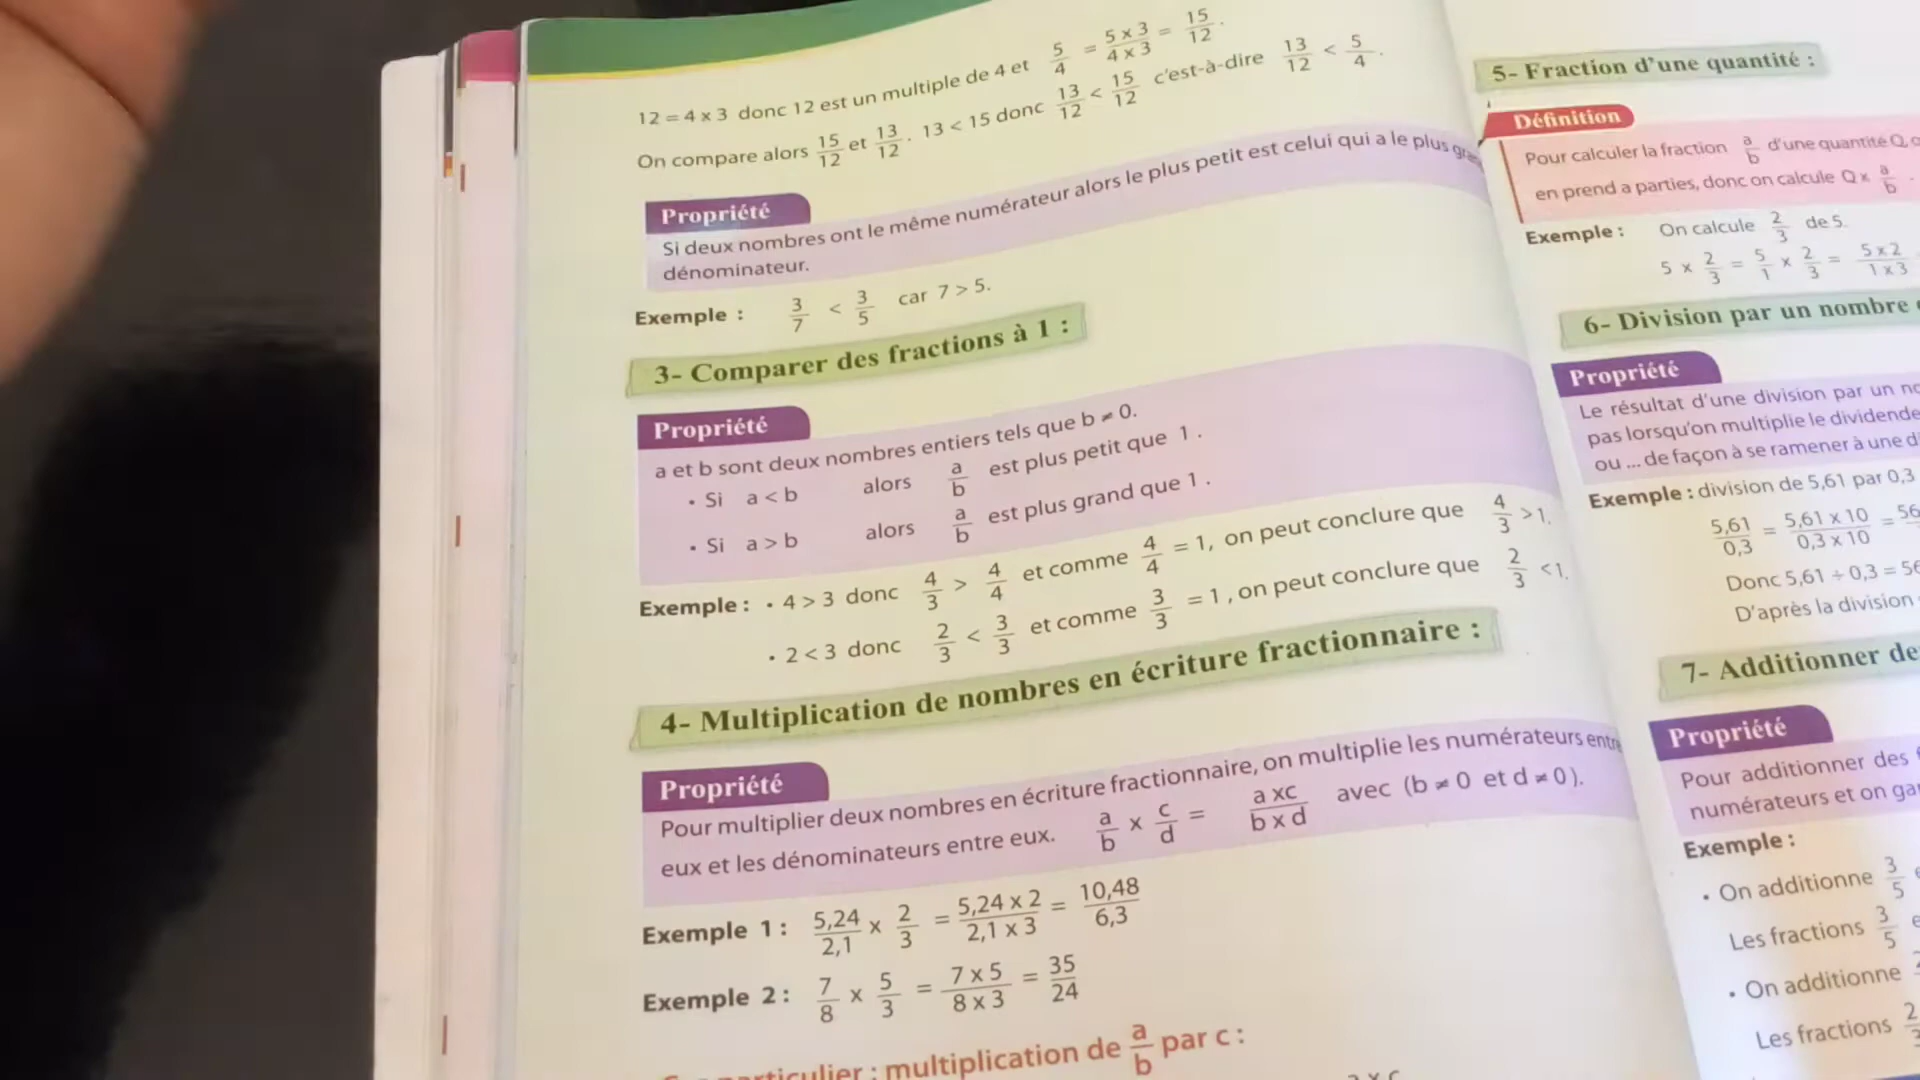 12 = 4 x 3 donc 12 est un multiple de 4 et 5/4 = 5 x 3/4 x 3 = 15/12 .
On compare alors 15/12 et 13/12 . 13 < 15 donc 13/12 < 15/12 c'est-à-dire 13/12 < 5/4 .
Propriété
Si deux nombres ont le même numérateur alors le plus petit est celui qui a le plus
dénominateur.
Exemple : 3/7 < 3/5 car 7 > 5.
3- Comparer des fractions à 1 :
Propriété
a et b sont deux nombres entiers tels que b ≠ 0.
• Si a < b alors a/b est plus petit que 1 .
• Si a > b alors a/b est plus grand que 1 .
Exemple : • 4 > 3 donc 4/3 > 4/4 et comme 4/4 = 1, on peut conclure que 4/3 > 1.
• 2 < 3 donc 2/3 < 3/3 et comme 3/3 = 1 , on peut conclure que 2/3 < 1.
4- Multiplication de nombres en écriture fractionnaire :
Propriété
Pour multiplier deux nombres en écriture fractionnaire, on multiplie les numérateurs entre
eux et les dénominateurs entre eux. a/b x c/d = a xc/b x d avec (b ≠ 0 et d ≠ 0).
Exemple 1 : 5,24/2,1 x 2/3 = 5,24 x 2/2,1 x 3 = 10,48/6,3
Exemple 2 : 7/8 x 5/3 = 7 x 5/8 x 3 = 35/24
particulier : multiplication de a/b par c :
5- Fraction d'une quantité :
Définition
Pour calculer la fraction a/b d'une quantité Q,
en prend a parties, donc on calcule Q x a/b .
Exemple : On calcule 2/3 de 5.
5 x 2/3 = 5/1 x 2/3 = 5 x 2/1 x 3
6- Division par un nombre
Propriété
Le résultat d'une division par un
pas lorsqu'on multiplie le dividende
ou ... de façon à se ramener à une
Exemple : division de 5,61 par 0,3
5,61/0,3 = 5,61 x 10/0,3 x 10 =
Donc 5,61 ÷ 0,3 =
D'après la division
7- Additionner
Propriété
Pour additionner des
numérateurs et on
Exemple :
• On additionne 3/5
Les fractions 3/5
• On additionne
Les fractions